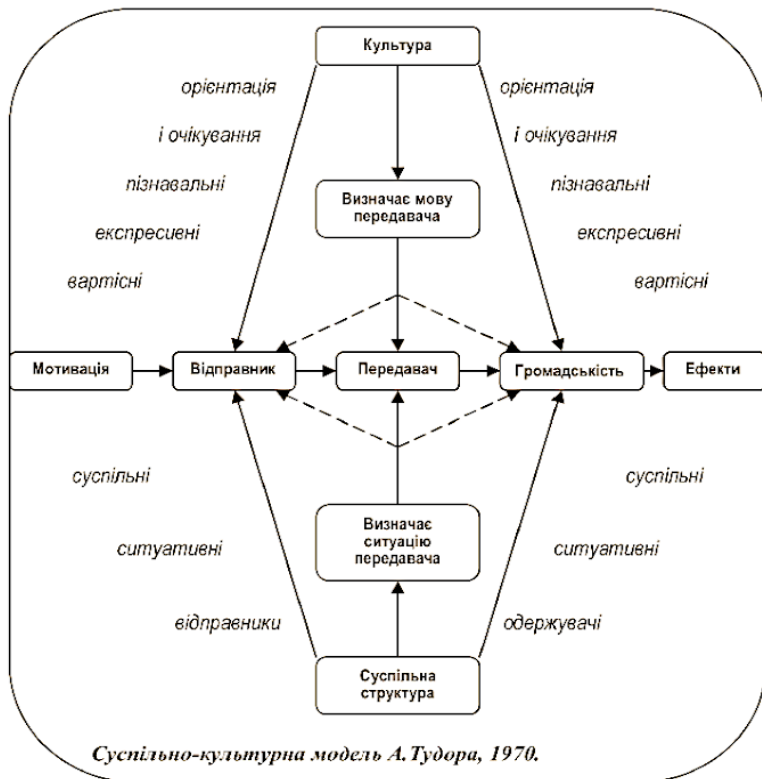 Культура
орієнтація
орієнтація
і очікування
і очікування
пізнавальні
Визначає мову
передавача
пізнавальні
експресивні
експресивні
вартісні
вартісні
Мотивація
Відправник
Передавач
Громадськість
Ефекти
суспільні
суспільні
Визначає
ситуацію
передавача
ситуативні
ситуативні
відправники
одержувачі
Суспільна
структура
Суспільно-культурна модель А. Тудора, 1970.